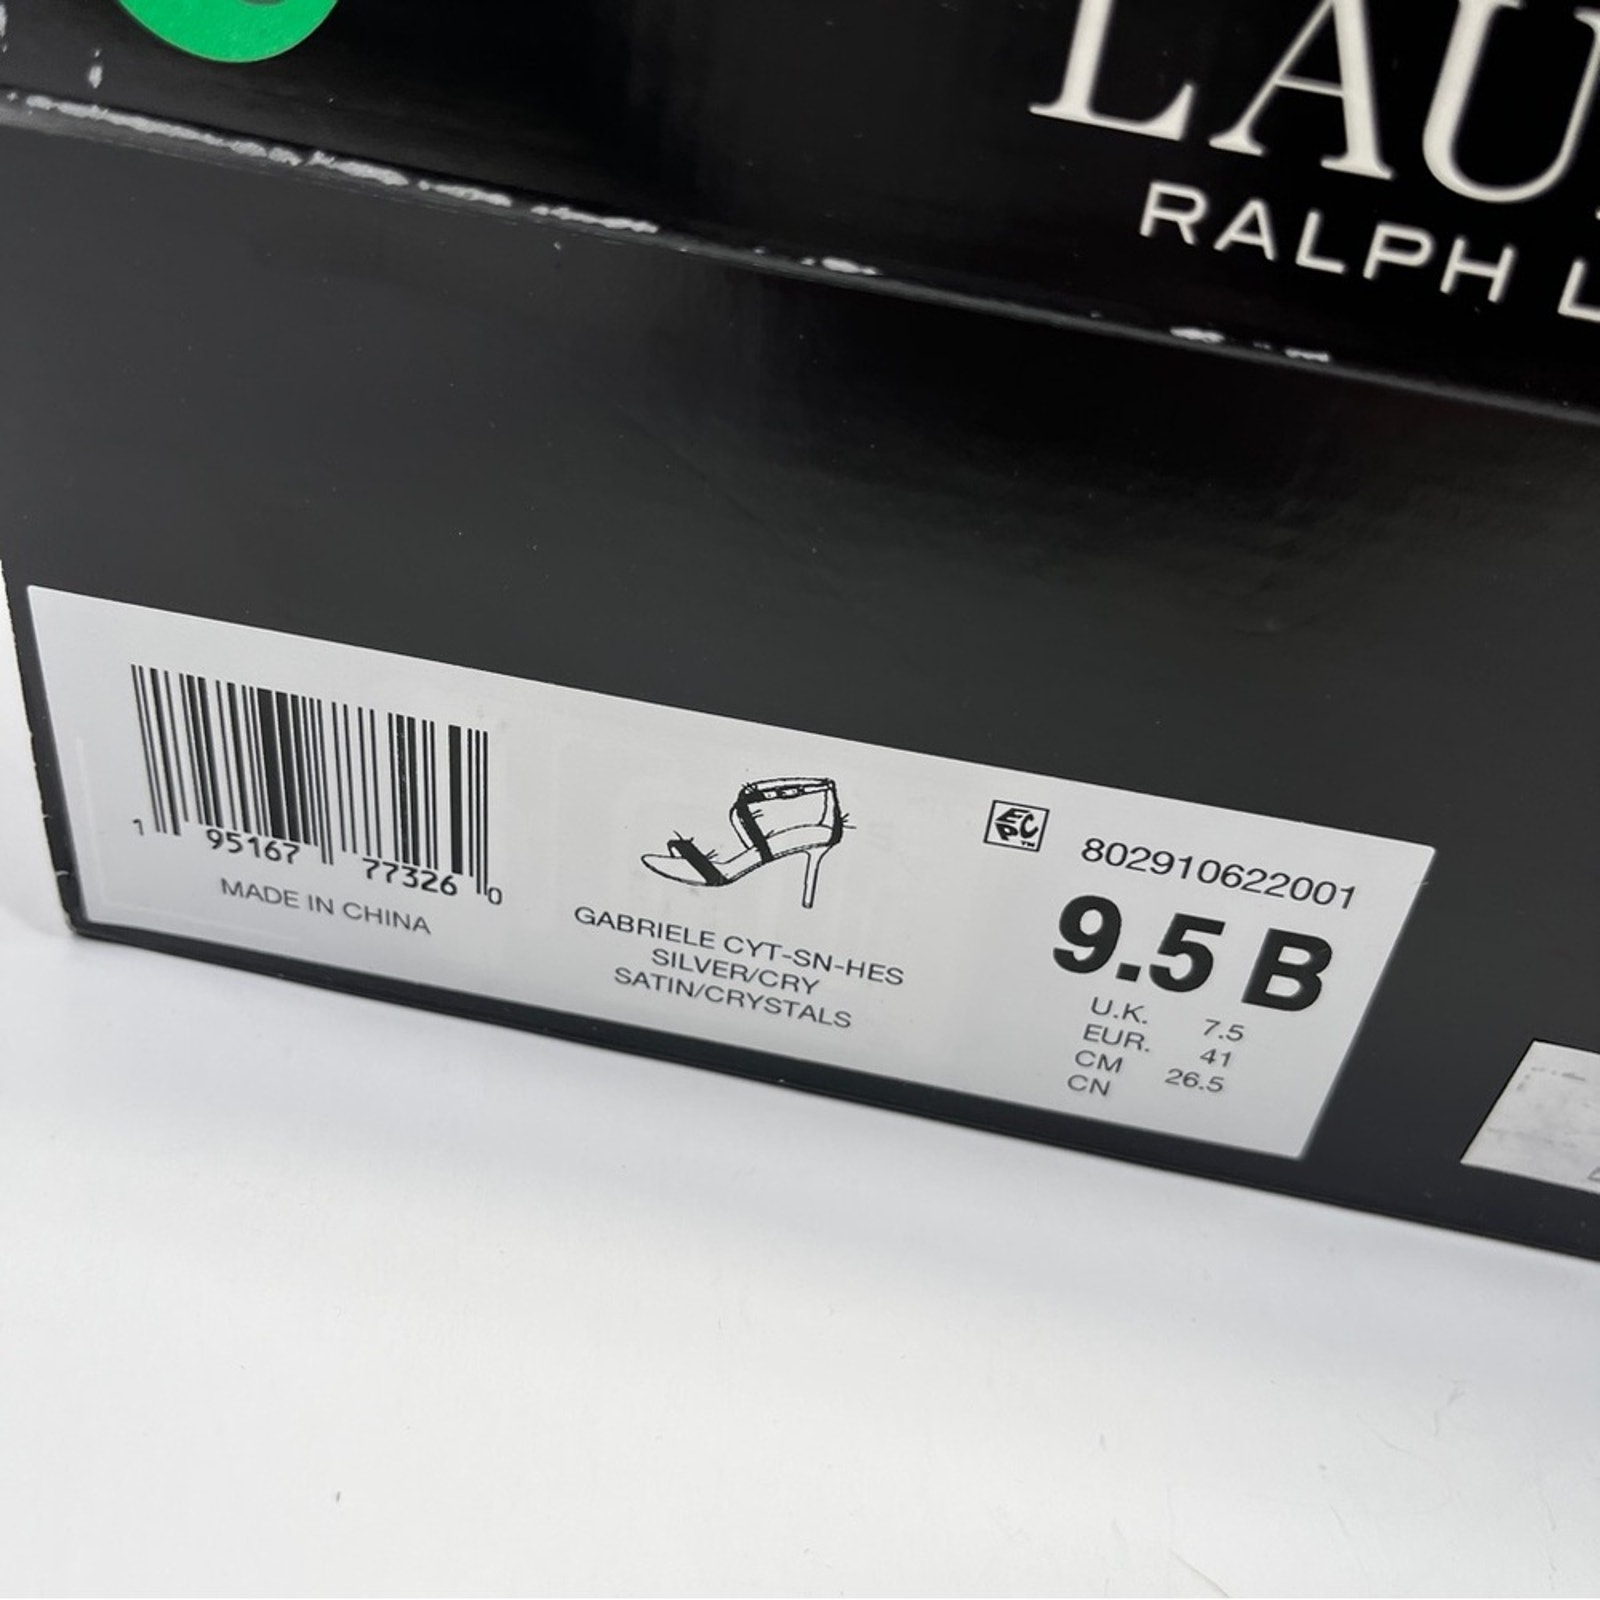 LAU
RALPH L
1 95167 77326 0
MADE IN CHINA
GABRIELE CYT-SN-HES
SILVER/CRY
SATIN/CRYSTALS
ECP™
802910622001
9.5 B
U.K. 7.5
EUR. 41
CM 26.5
CN